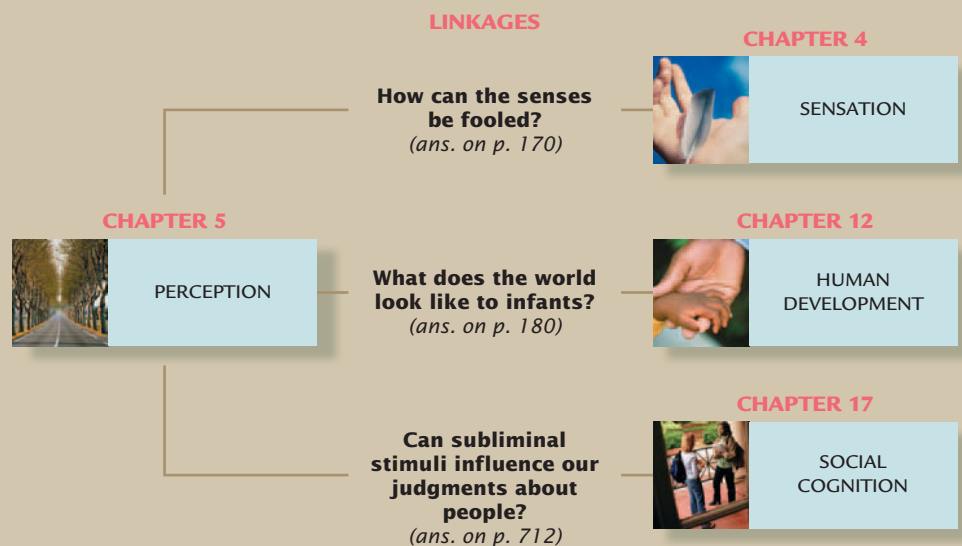 LINKAGES
CHAPTER 4
How can the senses
be fooled?
(ans. on p. 170)
SENSATION
CHAPTER 5
PERCEPTION
CHAPTER 12
What does the world
look like to infants?
(ans. on p. 180)
HUMAN
DEVELOPMENT
CHAPTER 17
Can subliminal
stimuli influence our
judgments about
people?
(ans. on p. 712)
SOCIAL
COGNITION